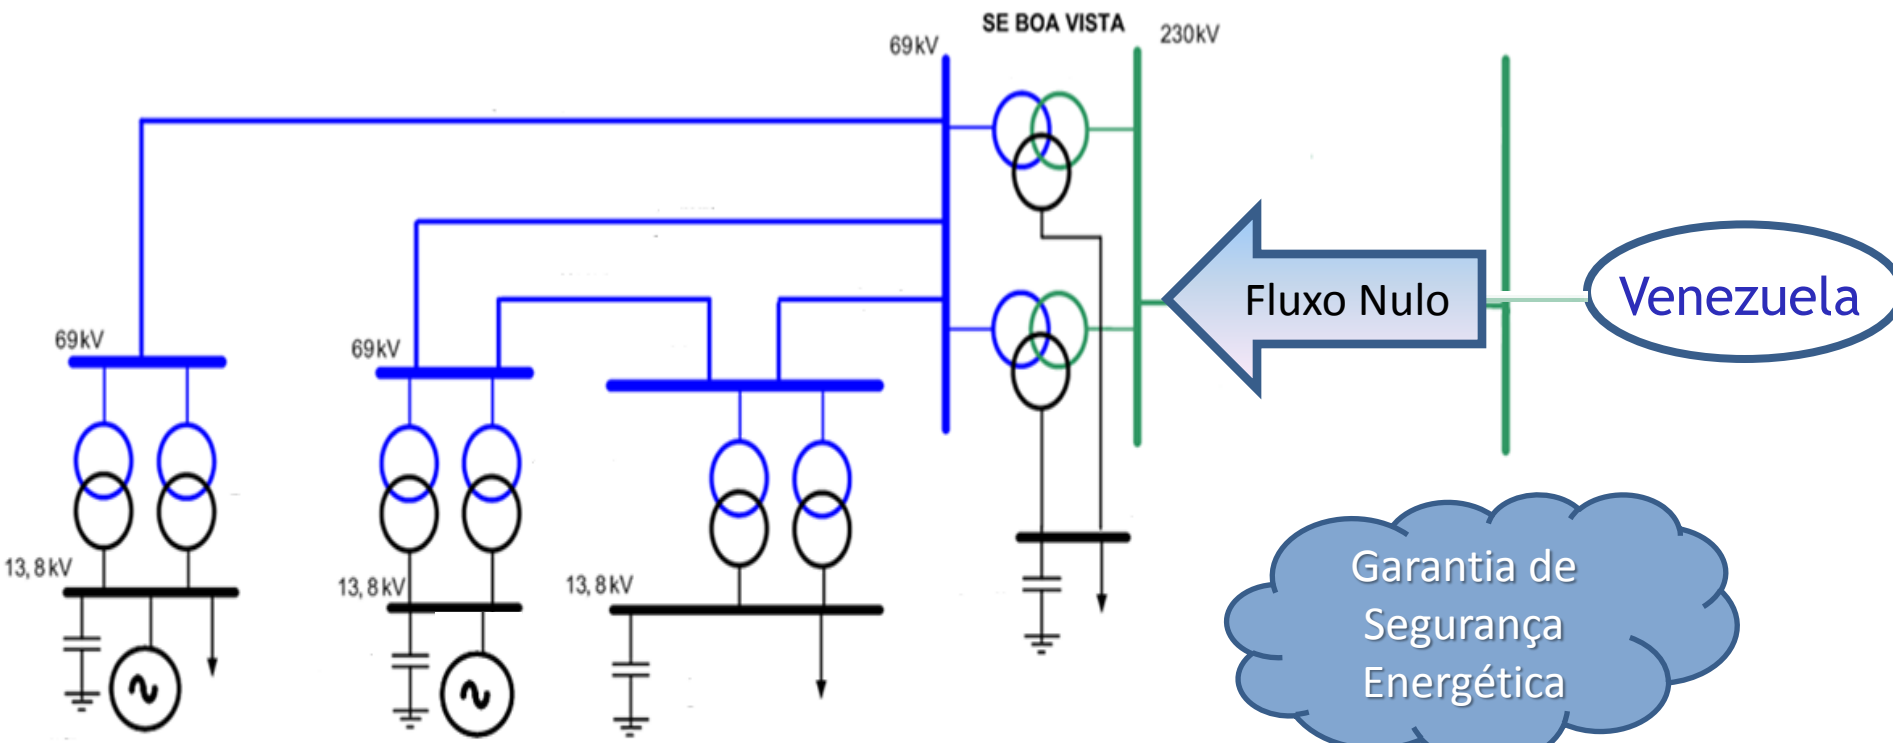 SE BOA VISTA
69kV
230kV
Fluxo Nulo
Venezuela
69kV
69kV
13,8kV
13,8kV
13,8kV
Garantia de
Segurança
Energética